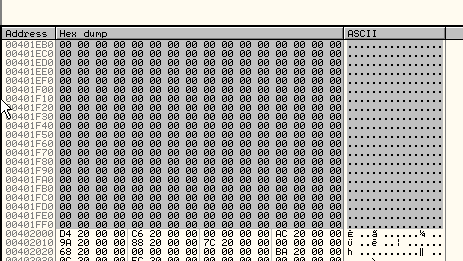 Address Hex dump ASCII
00401EB0 00 00 00 00 00 00 00 00 00 00 00 00 00 00 00 00 ................
00401EC0 00 00 00 00 00 00 00 00 00 00 00 00 00 00 00 00 ................
00401ED0 00 00 00 00 00 00 00 00 00 00 00 00 00 00 00 00 ................
00401EE0 00 00 00 00 00 00 00 00 00 00 00 00 00 00 00 00 ................
00401EF0 00 00 00 00 00 00 00 00 00 00 00 00 00 00 00 00 ................
00401F00 00 00 00 00 00 00 00 00 00 00 00 00 00 00 00 00 ................
00401F10 00 00 00 00 00 00 00 00 00 00 00 00 00 00 00 00 ................
00401F20 00 00 00 00 00 00 00 00 00 00 00 00 00 00 00 00 ................
00401F30 00 00 00 00 00 00 00 00 00 00 00 00 00 00 00 00 ................
00401F40 00 00 00 00 00 00 00 00 00 00 00 00 00 00 00 00 ................
00401F50 00 00 00 00 00 00 00 00 00 00 00 00 00 00 00 00 ................
00401F60 00 00 00 00 00 00 00 00 00 00 00 00 00 00 00 00 ................
00401F70 00 00 00 00 00 00 00 00 00 00 00 00 00 00 00 00 ................
00401F80 00 00 00 00 00 00 00 00 00 00 00 00 00 00 00 00 ................
00401F90 00 00 00 00 00 00 00 00 00 00 00 00 00 00 00 00 ................
00401FA0 00 00 00 00 00 00 00 00 00 00 00 00 00 00 00 00 ................
00401FB0 00 00 00 00 00 00 00 00 00 00 00 00 00 00 00 00 ................
00401FC0 00 00 00 00 00 00 00 00 00 00 00 00 00 00 00 00 ................
00401FD0 00 00 00 00 00 00 00 00 00 00 00 00 00 00 00 00 ................
00401FE0 00 00 00 00 00 00 00 00 00 00 00 00 00 00 00 00 ................
00401FF0 00 00 00 00 00 00 00 00 00 00 00 00 00 00 00 00 ................
00402000 D4 20 00 00 C6 20 00 00 00 00 00 00 AC 20 00 00 È ..ã ......¼ ..
00402010 9A 20 00 00 88 20 00 00 7C 20 00 00 00 00 00 00 Ü ..ê ..| ......
00402020 68 20 00 00 00 00 00 00 00 00 00 00 BA 20 00 00 h ..........║ ..